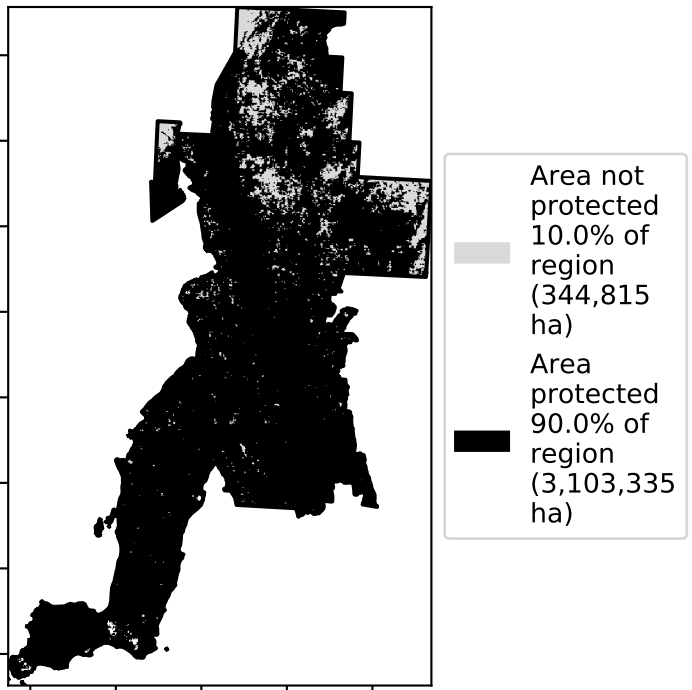 Area not
protected
10.0% of
region
(344,815
ha)
Area
protected
90.0% of
region
(3,103,335
ha)